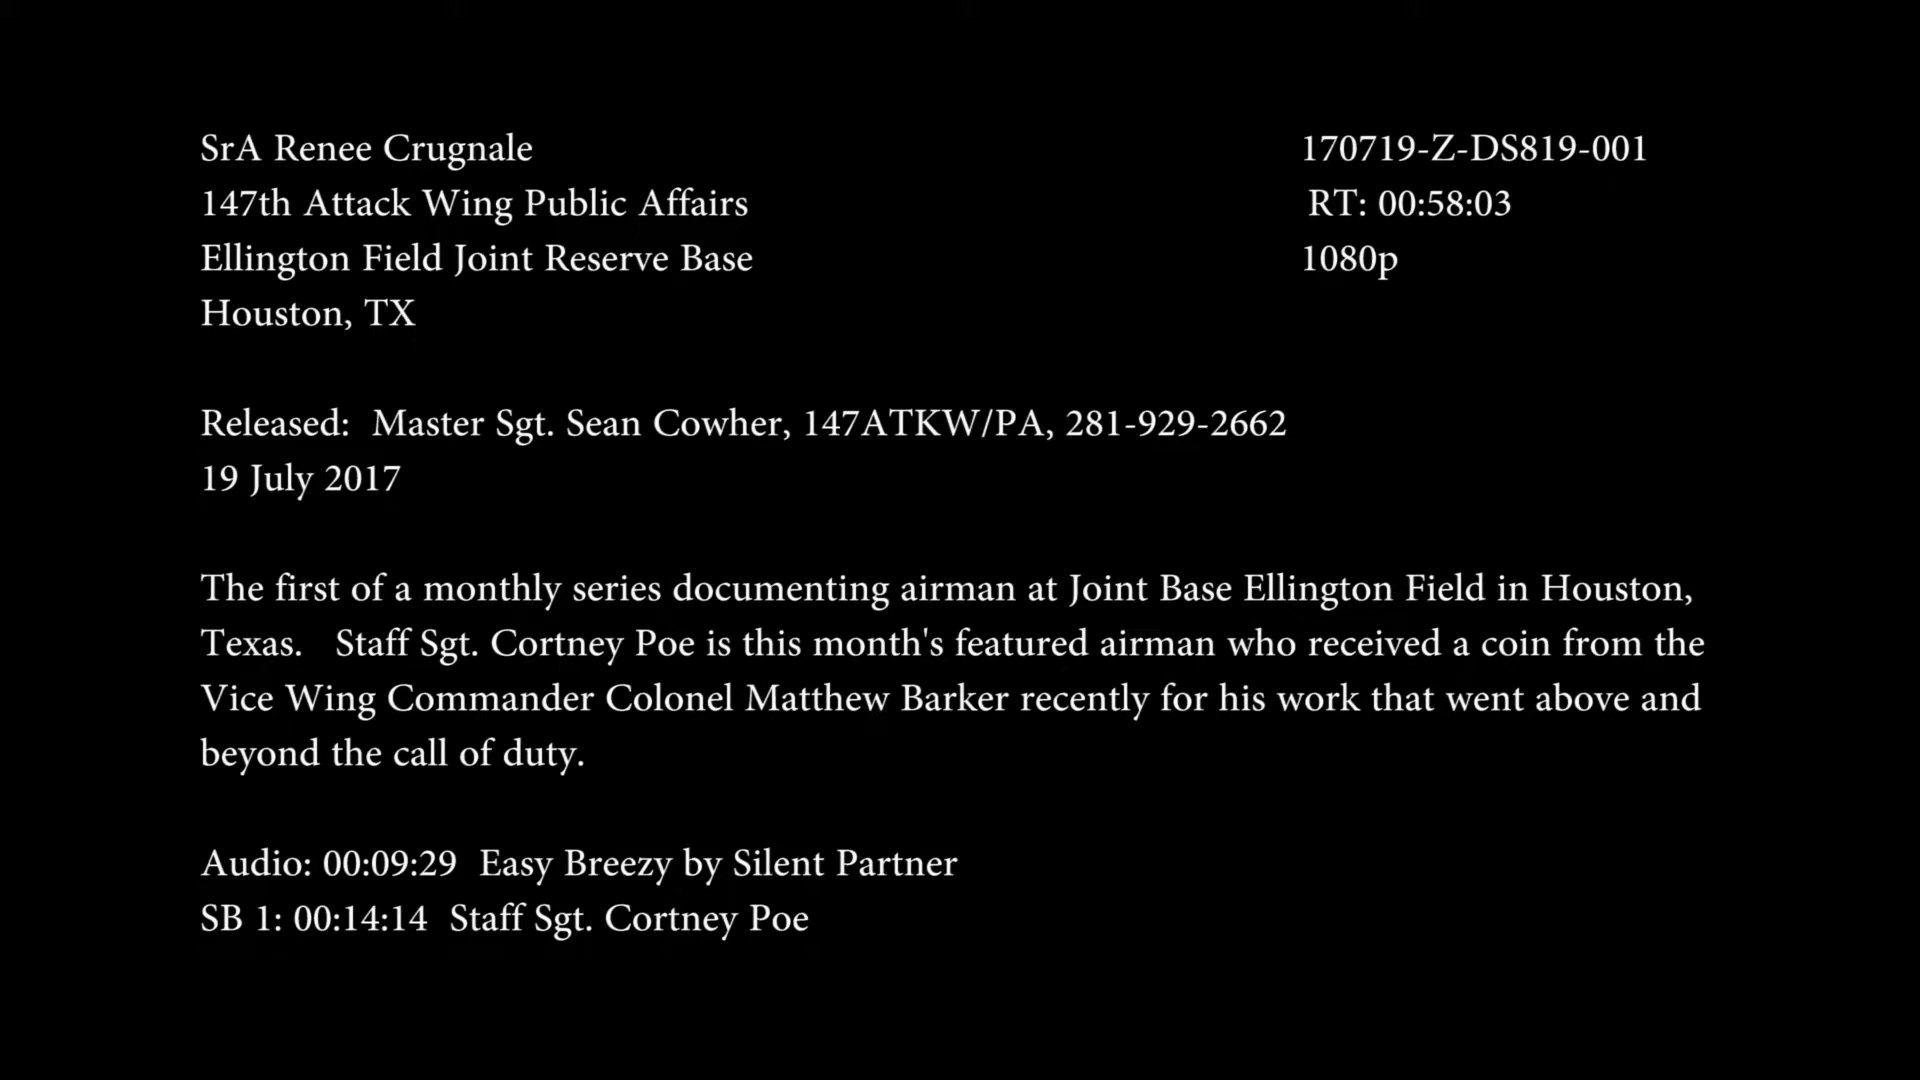 SrA Renee Crugnale 170719-Z-DS819-001
147th Attack Wing Public Affairs RT: 00:58:03
Ellington Field Joint Reserve Base 1080p
Houston, TX
Released: Master Sgt. Sean Cowher, 147ATKW/PA, 281-929-2662
19 July 2017
The first of a monthly series documenting airman at Joint Base Ellington Field in Houston,
Texas. Staff Sgt. Cortney Poe is this month's featured airman who received a coin from the
Vice Wing Commander Colonel Matthew Barker recently for his work that went above and
beyond the call of duty.
Audio: 00:09:29 Easy Breezy by Silent Partner
SB 1: 00:14:14 Staff Sgt. Cortney Poe